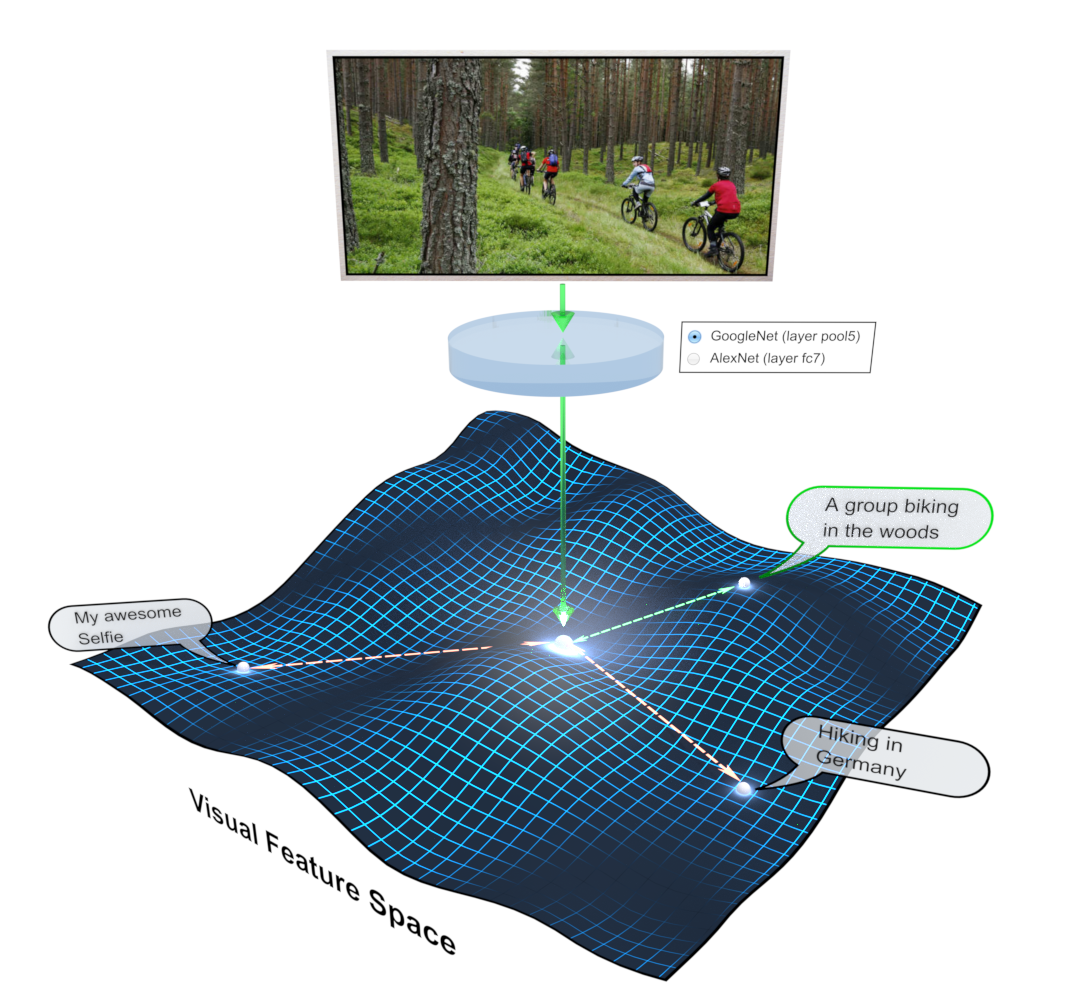 GoogleNet (layer pool5)
AlexNet (layer fc7)
A group biking
in the woods
My awesome
Selfie
Hiking in
Germany
Visual Feature Space